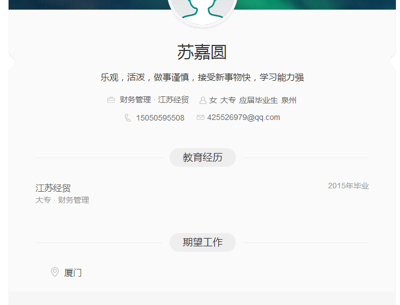 苏嘉圆
乐观，活泼，做事谨慎，接受新事物快，学习能力强
财务管理 · 江苏经贸 女 大专 应届毕业生 泉州
15050595508 425526979@qq.com
教育经历
江苏经贸 2015年毕业
大专 · 财务管理
期望工作
厦门